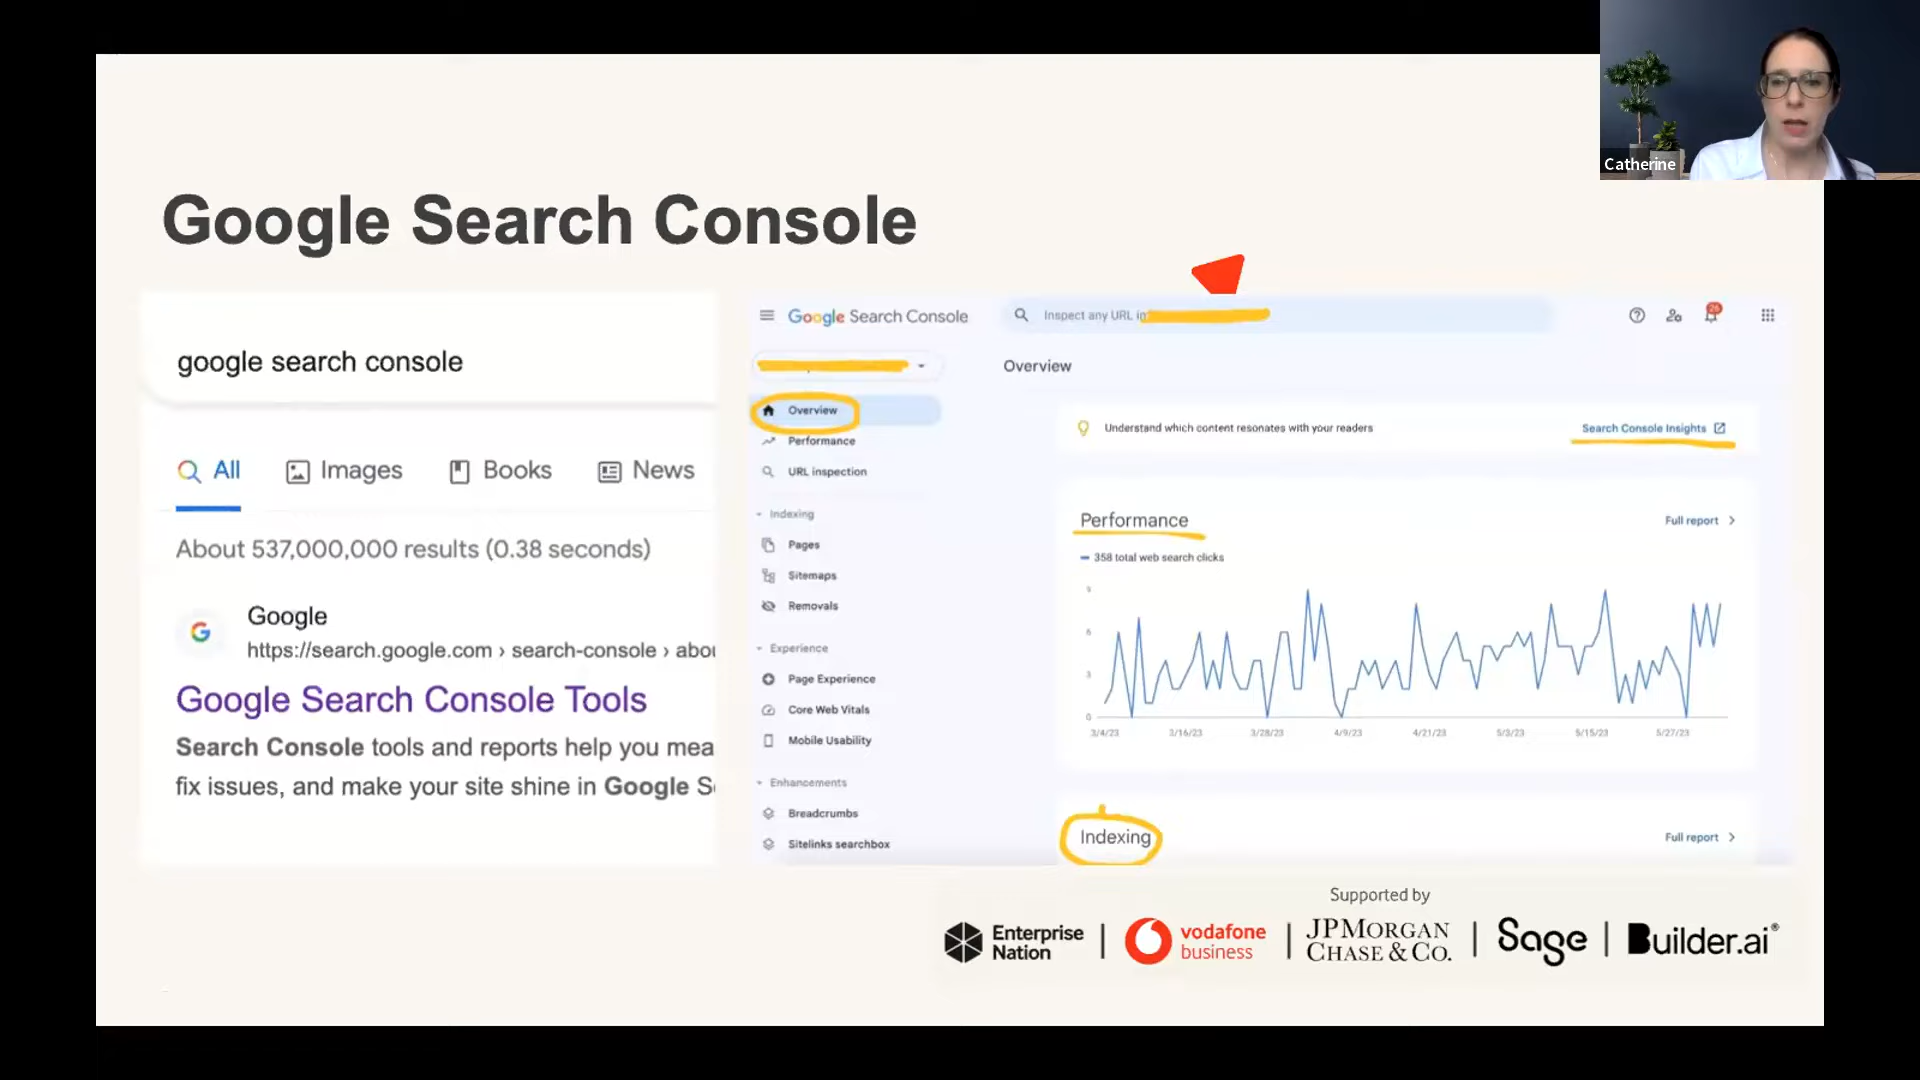 Catherine
Google Search Console
google search console
All
Images
Books
News
About 537,000,000 results (0.38 seconds)
Google
https://search.google.com › search-console › abou
Google Search Console Tools
Search Console tools and reports help you mea
fix issues, and make your site shine in Google S
Google Search Console
Inspect any URL in
26
Overview
Performance
URL inspection
Indexing
Pages
Sitemaps
Removals
Experience
Page Experience
Core Web Vitals
Mobile Usability
Enhancements
Breadcrumbs
Sitelinks searchbox
Overview
Understand which content resonates with your readers
Search Console Insights
Performance
Full report
358 total web search clicks
9
6
3
0
3/4/23 3/16/23 3/28/23 4/9/23 4/21/23 5/3/23 5/15/23 5/27/23
Indexing
Full report
Supported by
Enterprise
Nation
vodafone
business
JPMORGAN
CHASE & CO.
Sage
Builder.ai®